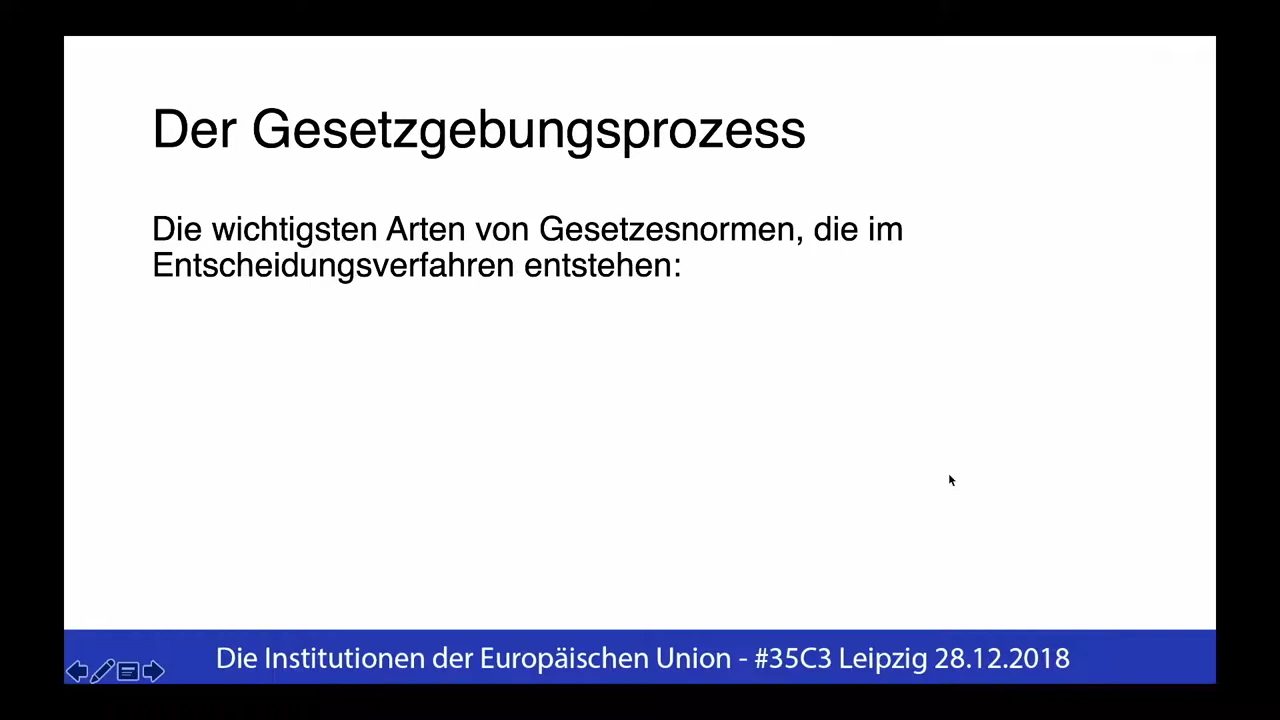 Der Gesetzgebungsprozess
Die wichtigsten Arten von Gesetzesnormen, die im
Entscheidungsverfahren entstehen:
Die Institutionen der Europäischen Union - #35C3 Leipzig 28.12.2018